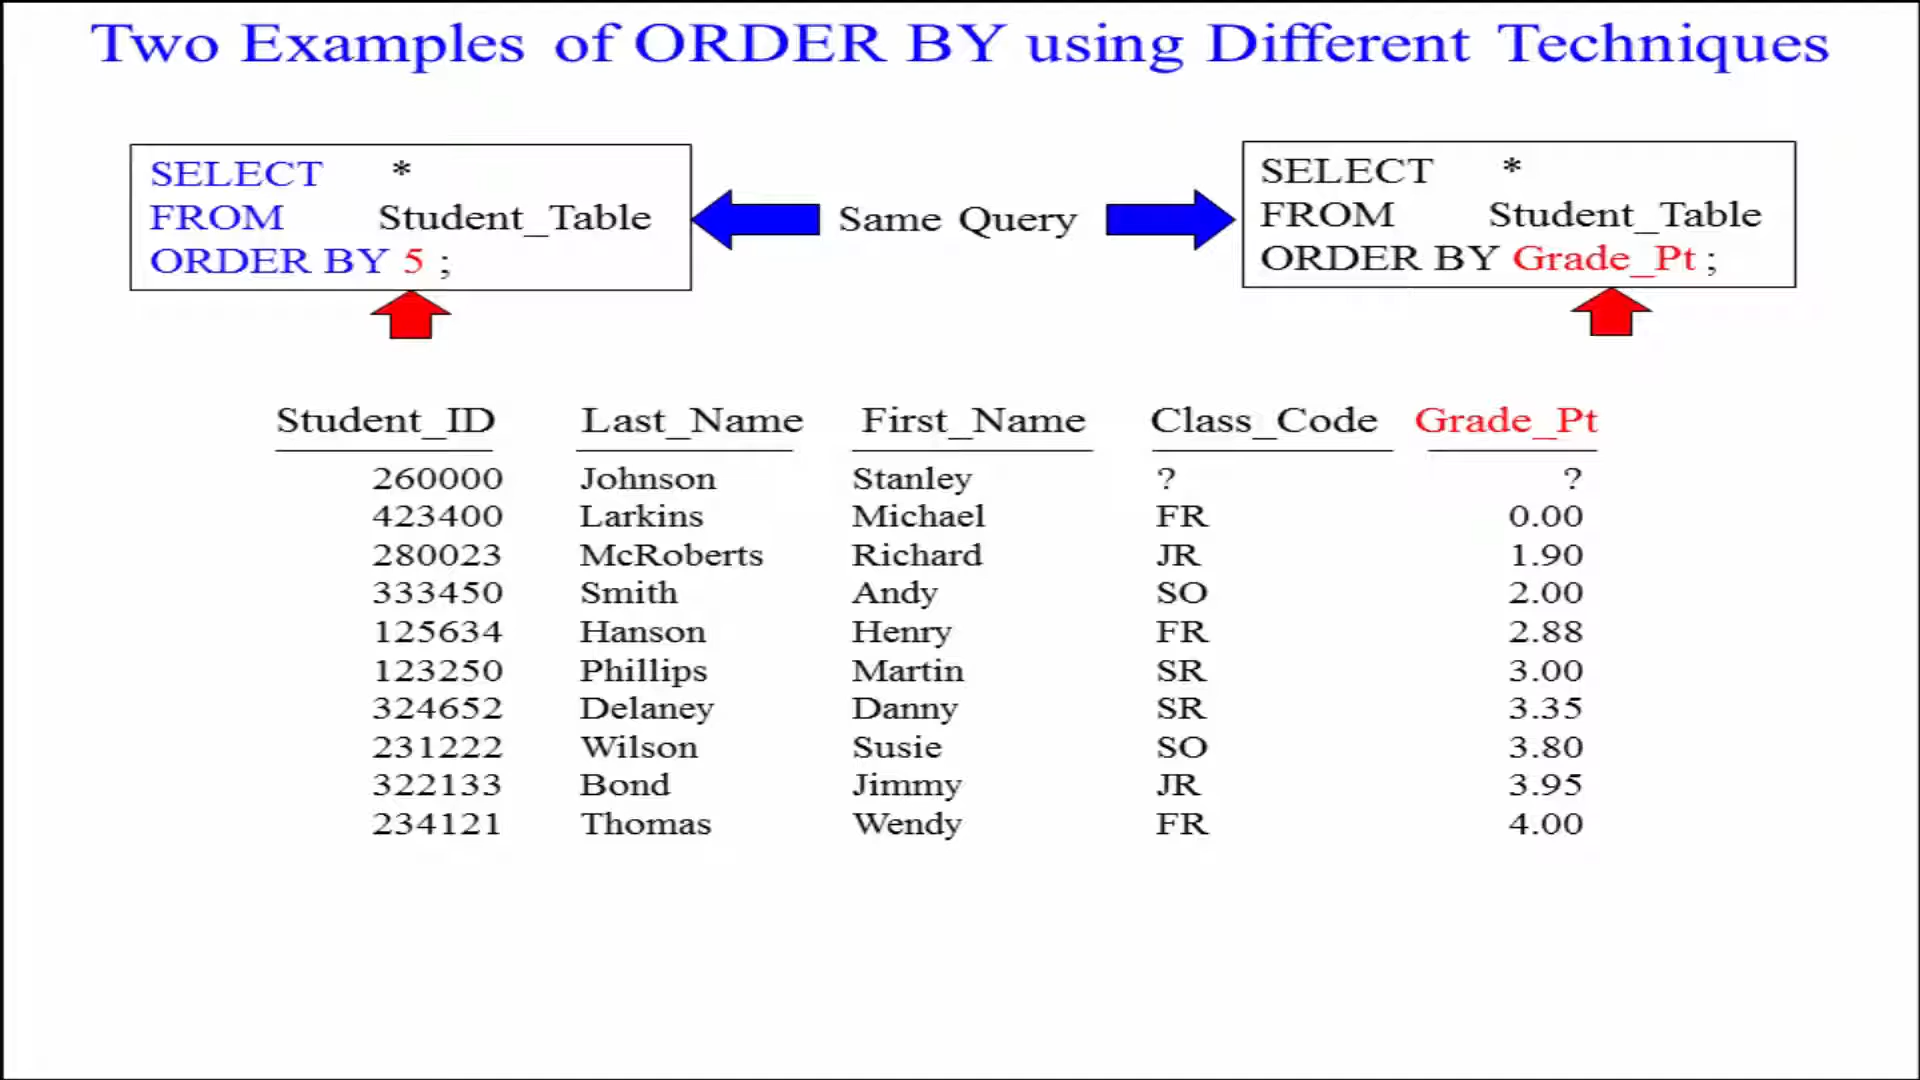 Two Examples of ORDER BY using Different Techniques
SELECT *
FROM Student_Table
ORDER BY 5 ;
Same Query
SELECT *
FROM Student_Table
ORDER BY Grade_Pt ;
Student_ID Last_Name First_Name Class_Code Grade_Pt
260000 Johnson Stanley ? ?
423400 Larkins Michael FR 0.00
280023 McRoberts Richard JR 1.90
333450 Smith Andy SO 2.00
125634 Hanson Henry FR 2.88
123250 Phillips Martin SR 3.00
324652 Delaney Danny SR 3.35
231222 Wilson Susie SO 3.80
322133 Bond Jimmy JR 3.95
234121 Thomas Wendy FR 4.00